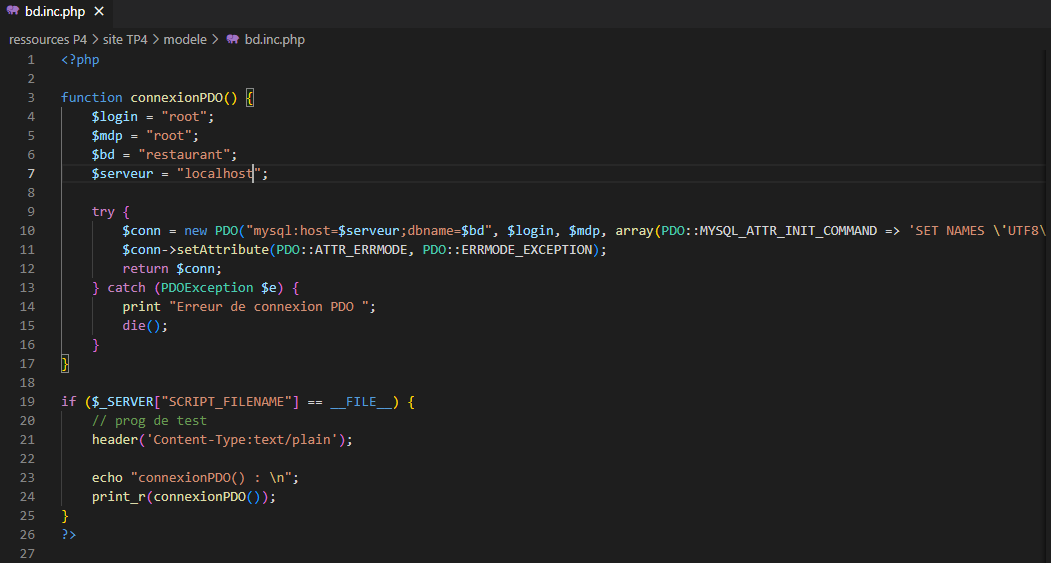 bd.inc.php ×
ressources P4 > site TP4 > modele > bd.inc.php
1 <?php
2
3 function connexionPDO() {
4     $login = "root";
5     $mdp = "root";
6     $bd = "restaurant";
7     $serveur = "localhost";
8
9     try {
10         $conn = new PDO("mysql:host=$serveur;dbname=$bd", $login, $mdp, array(PDO::MYSQL_ATTR_INIT_COMMAND => 'SET NAMES \'UTF8\
11         $conn->setAttribute(PDO::ATTR_ERRMODE, PDO::ERRMODE_EXCEPTION);
12         return $conn;
13     } catch (PDOException $e) {
14         print "Erreur de connexion PDO ";
15         die();
16     }
17 }
18
19 if ($_SERVER["SCRIPT_FILENAME"] == __FILE__) {
20     // prog de test
21     header('Content-Type:text/plain');
22
23     echo "connexionPDO() : \n";
24     print_r(connexionPDO());
25 }
26 ?>
27